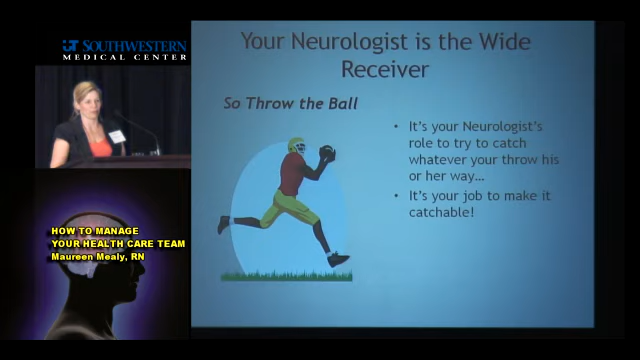 UT SOUTHWESTERN
MEDICAL CENTER
HOW TO MANAGE
YOUR HEALTH CARE TEAM
Maureen Mealy, RN
Your Neurologist is the Wide
Receiver
So Throw the Ball
• It's your Neurologist's
role to try to catch
whatever your throw his
or her way…
• It's your job to make it
catchable!